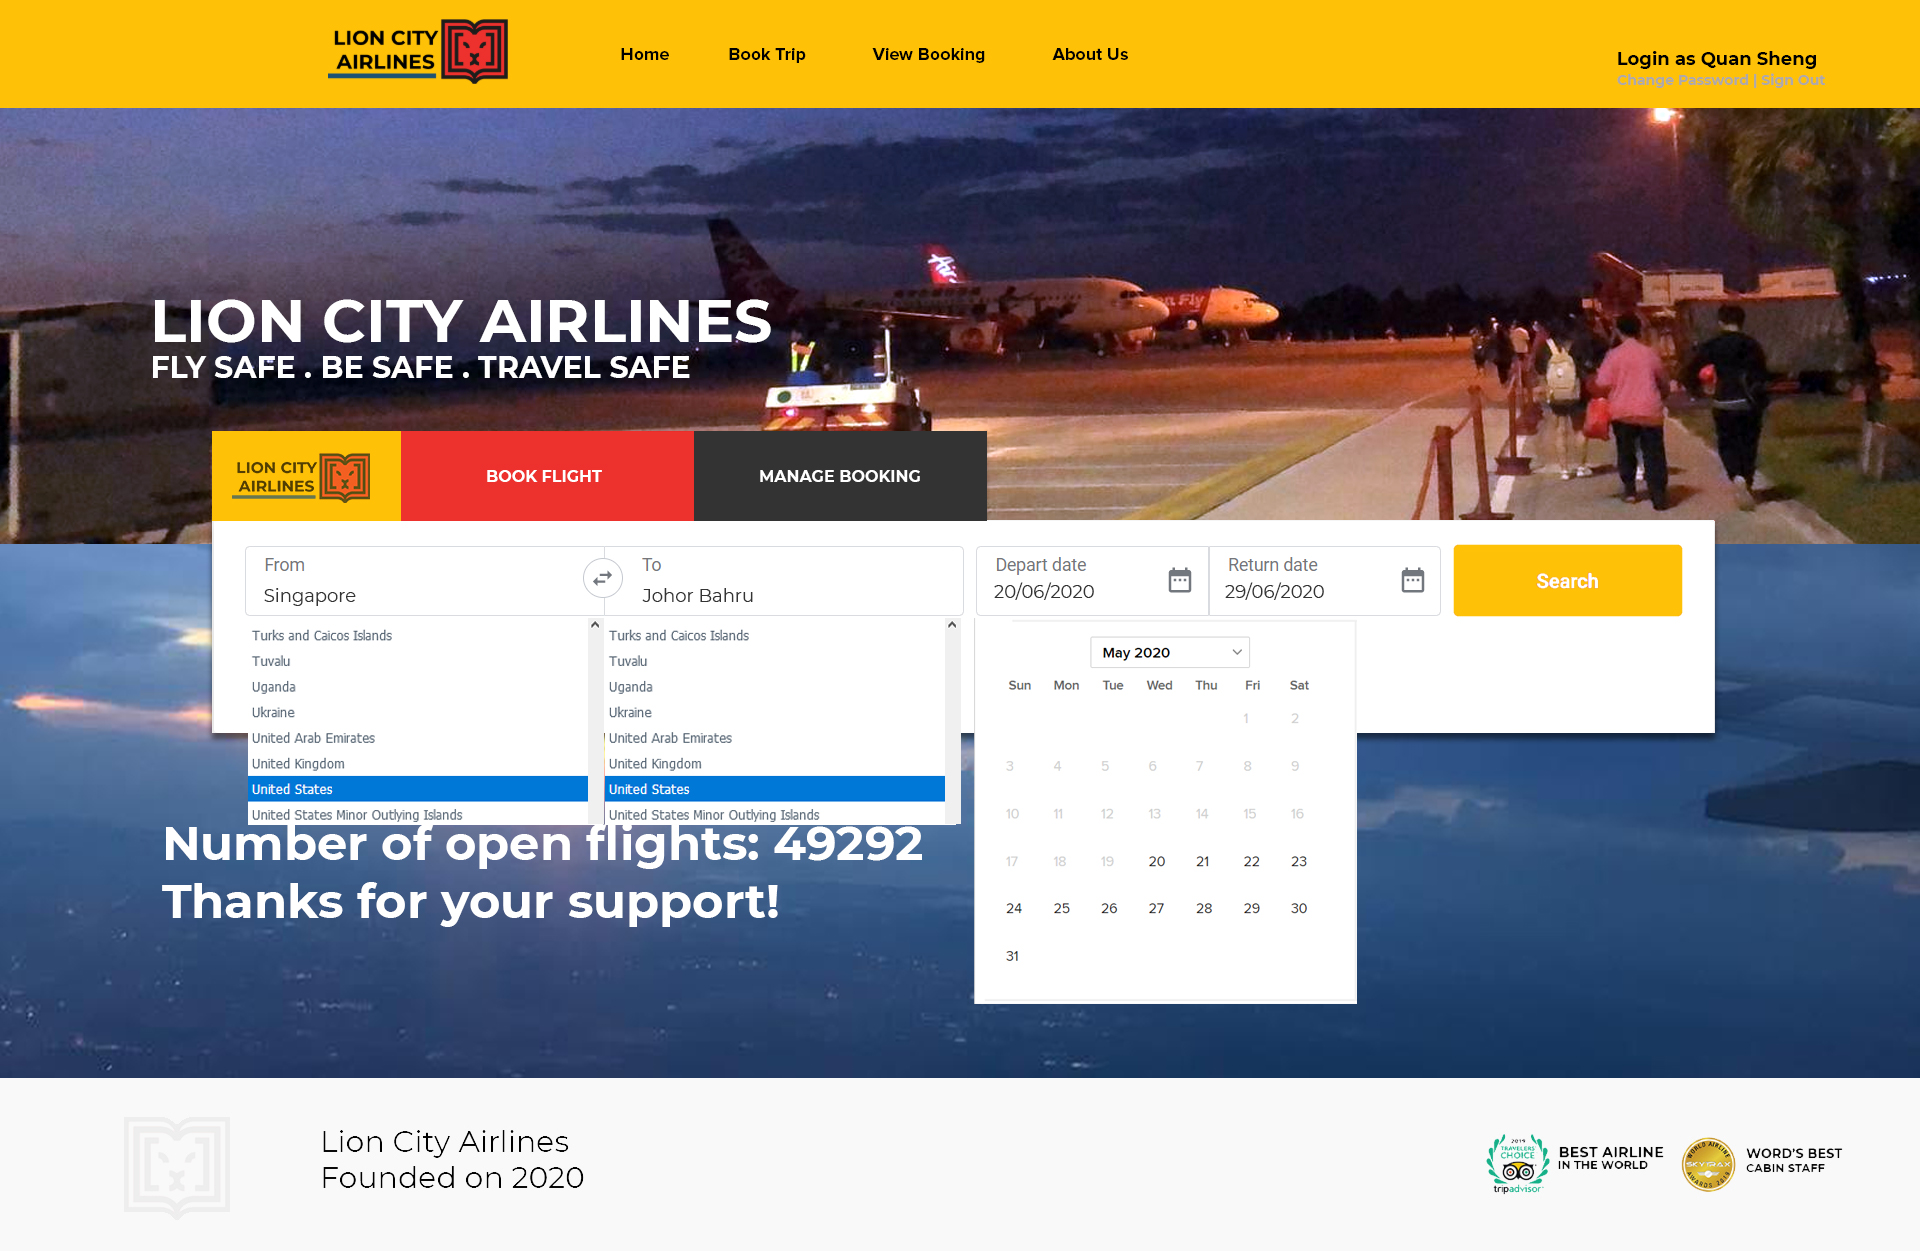 LION CITY
AIRLINES
Home
Book Trip
View Booking
About Us
Login as Quan Sheng
Change Password | Sign Out
LION CITY AIRLINES
FLY SAFE . BE SAFE . TRAVEL SAFE
LION CITY
AIRLINES
BOOK FLIGHT
MANAGE BOOKING
From
Singapore
To
Johor Bahru
Depart date
20/06/2020
Return date
29/06/2020
Search
Turks and Caicos Islands
Tuvalu
Uganda
Ukraine
United Arab Emirates
United Kingdom
United States
United States Minor Outlying Islands
Turks and Caicos Islands
Tuvalu
Uganda
Ukraine
United Arab Emirates
United Kingdom
United States
United States Minor Outlying Islands
May 2020
Sun Mon Tue Wed Thu Fri Sat
1 2
3 4 5 6 7 8 9
10 11 12 13 14 15 16
17 18 19 20 21 22 23
24 25 26 27 28 29 30
31
Number of open flights: 49292
Thanks for your support!
Lion City Airlines
Founded on 2020
2019
TRAVELERS'
CHOICE
tripadvisor
BEST AIRLINE
IN THE WORLD
WORLD AIRLINE
SKYTRAX
WORD'S BEST
CABIN STAFF